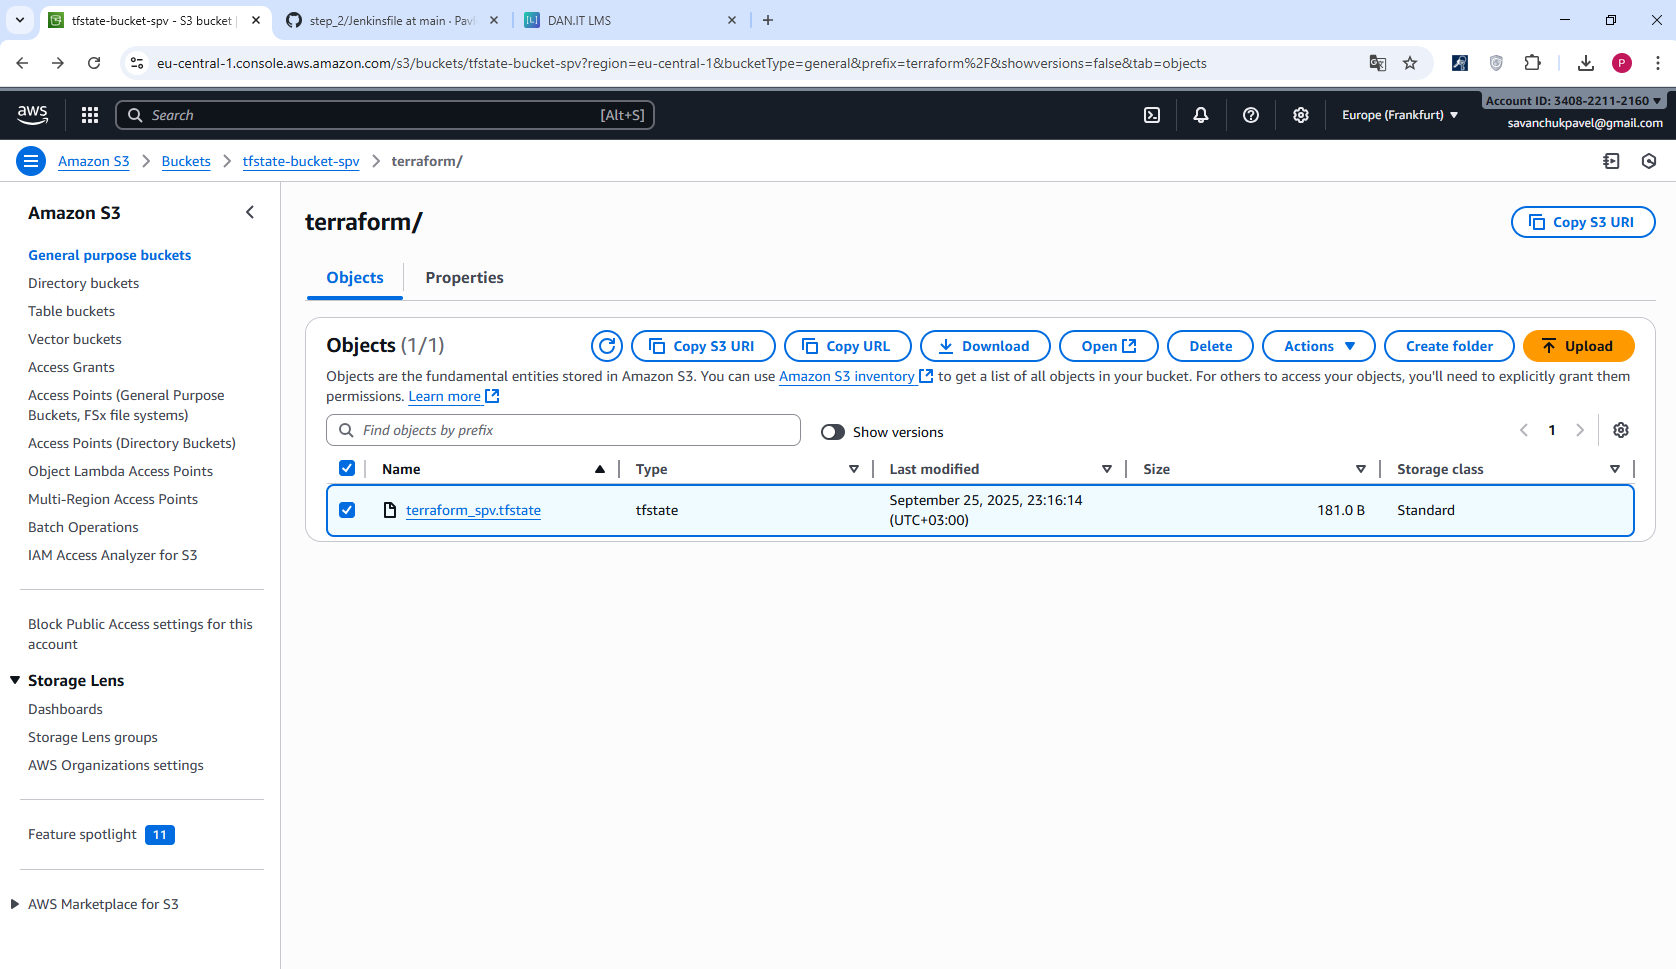 tfstate-bucket-spv - S3 bucket
step_2/Jenkinsfile at main · Pavl
DAN.IT LMS
eu-central-1.console.aws.amazon.com/s3/buckets/tfstate-bucket-spv?region=eu-central-1&bucketType=general&prefix=terraform%2F&showversions=false&tab=objects
P
aws
Search
[Alt+S]
Europe (Frankfurt)
Account ID: 3408-2211-2160
savanchukpavel@gmail.com
Amazon S3
Buckets
tfstate-bucket-spv
terraform/
Amazon S3
General purpose buckets
Directory buckets
Table buckets
Vector buckets
Access Grants
Access Points (General Purpose
Buckets, FSx file systems)
Access Points (Directory Buckets)
Object Lambda Access Points
Multi-Region Access Points
Batch Operations
IAM Access Analyzer for S3
Block Public Access settings for this
account
Storage Lens
Dashboards
Storage Lens groups
AWS Organizations settings
Feature spotlight 11
AWS Marketplace for S3
terraform/
Copy S3 URI
Objects
Properties
Objects (1/1)
Copy S3 URI
Copy URL
Download
Open
Delete
Actions
Create folder
Upload
Objects are the fundamental entities stored in Amazon S3. You can use Amazon S3 inventory to get a list of all objects in your bucket. For others to access your objects, you'll need to explicitly grant them
permissions. Learn more
Find objects by prefix
Show versions
1
Name
Type
Last modified
Size
Storage class
terraform_spv.tfstate
tfstate
September 25, 2025, 23:16:14
(UTC+03:00)
181.0 B
Standard